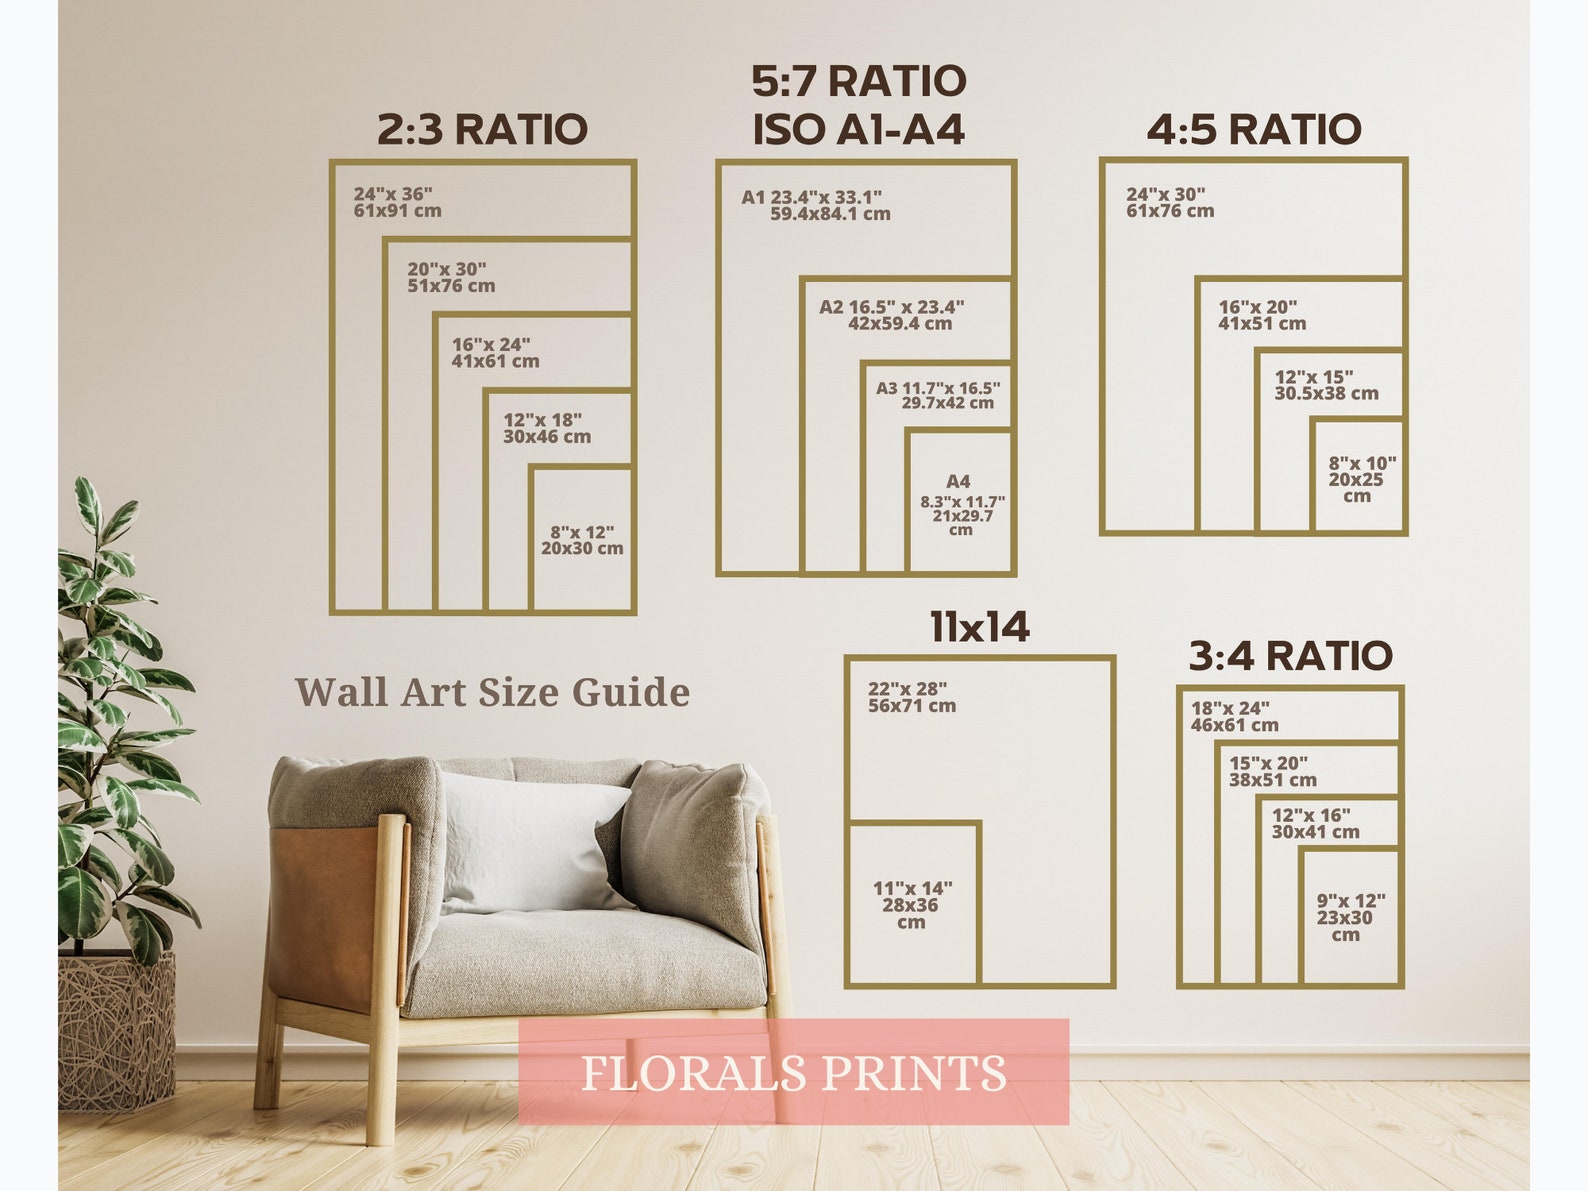 5:7 RATIO
ISO A1-A4
2:3 RATIO
4:5 RATIO
24"x 36"
61x91 cm
20"x 30"
51x76 cm
16"x 24"
41x61 cm
12"x 18"
30x46 cm
8"x 12"
20x30 cm
A1 23.4"x 33.1"
59.4x84.1 cm
A2 16.5" x 23.4"
42x59.4 cm
A3 11.7"x 16.5"
29.7x42 cm
A4
8.3"x 11.7"
21x29.7
cm
24"x 30"
61x76 cm
16"x 20"
41x51 cm
12"x 15"
30.5x38 cm
8"x 10"
20x25
cm
11x14
22"x 28"
56x71 cm
11"x 14"
28x36
cm
3:4 RATIO
18"x 24"
46x61 cm
15"x 20"
38x51 cm
12"x 16"
30x41 cm
9"x 12"
23x30
cm
Wall Art Size Guide
FLORALS PRINTS